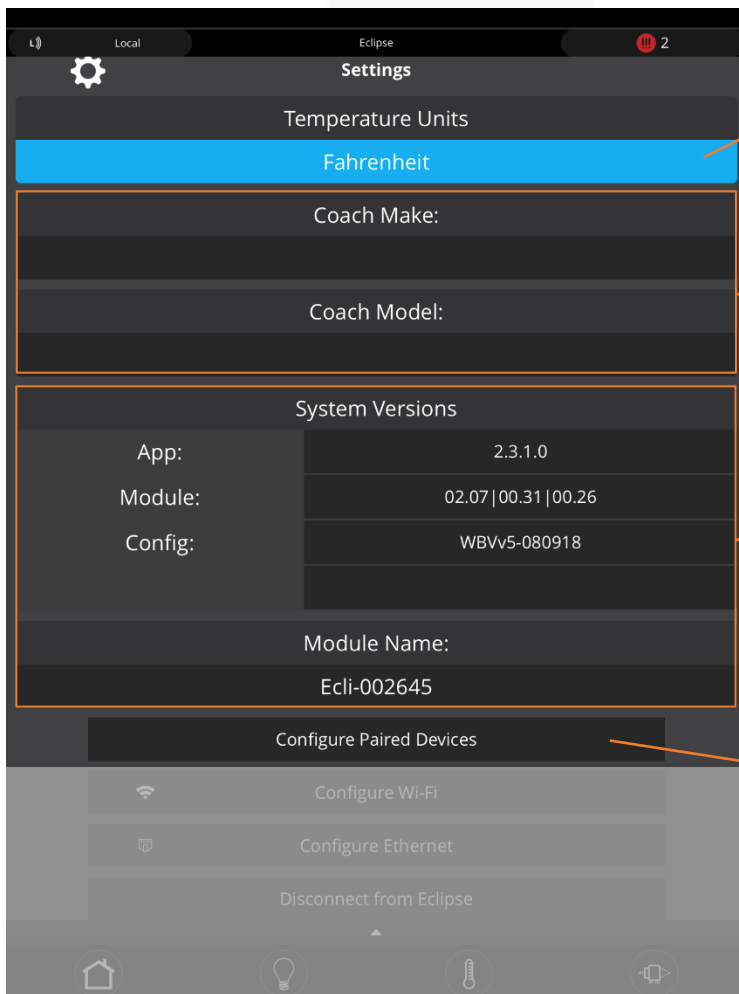 L Local Eclipse !!! 2
Settings
Temperature Units
Fahrenheit
Coach Make:
Coach Model:
System Versions
App: 2.3.1.0
Module: 02.07|00.31|00.26
Config: WBVv5-080918
Module Name:
Ecli-002645
Configure Paired Devices
Configure Wi-Fi
Configure Ethernet
Disconnect from Eclipse